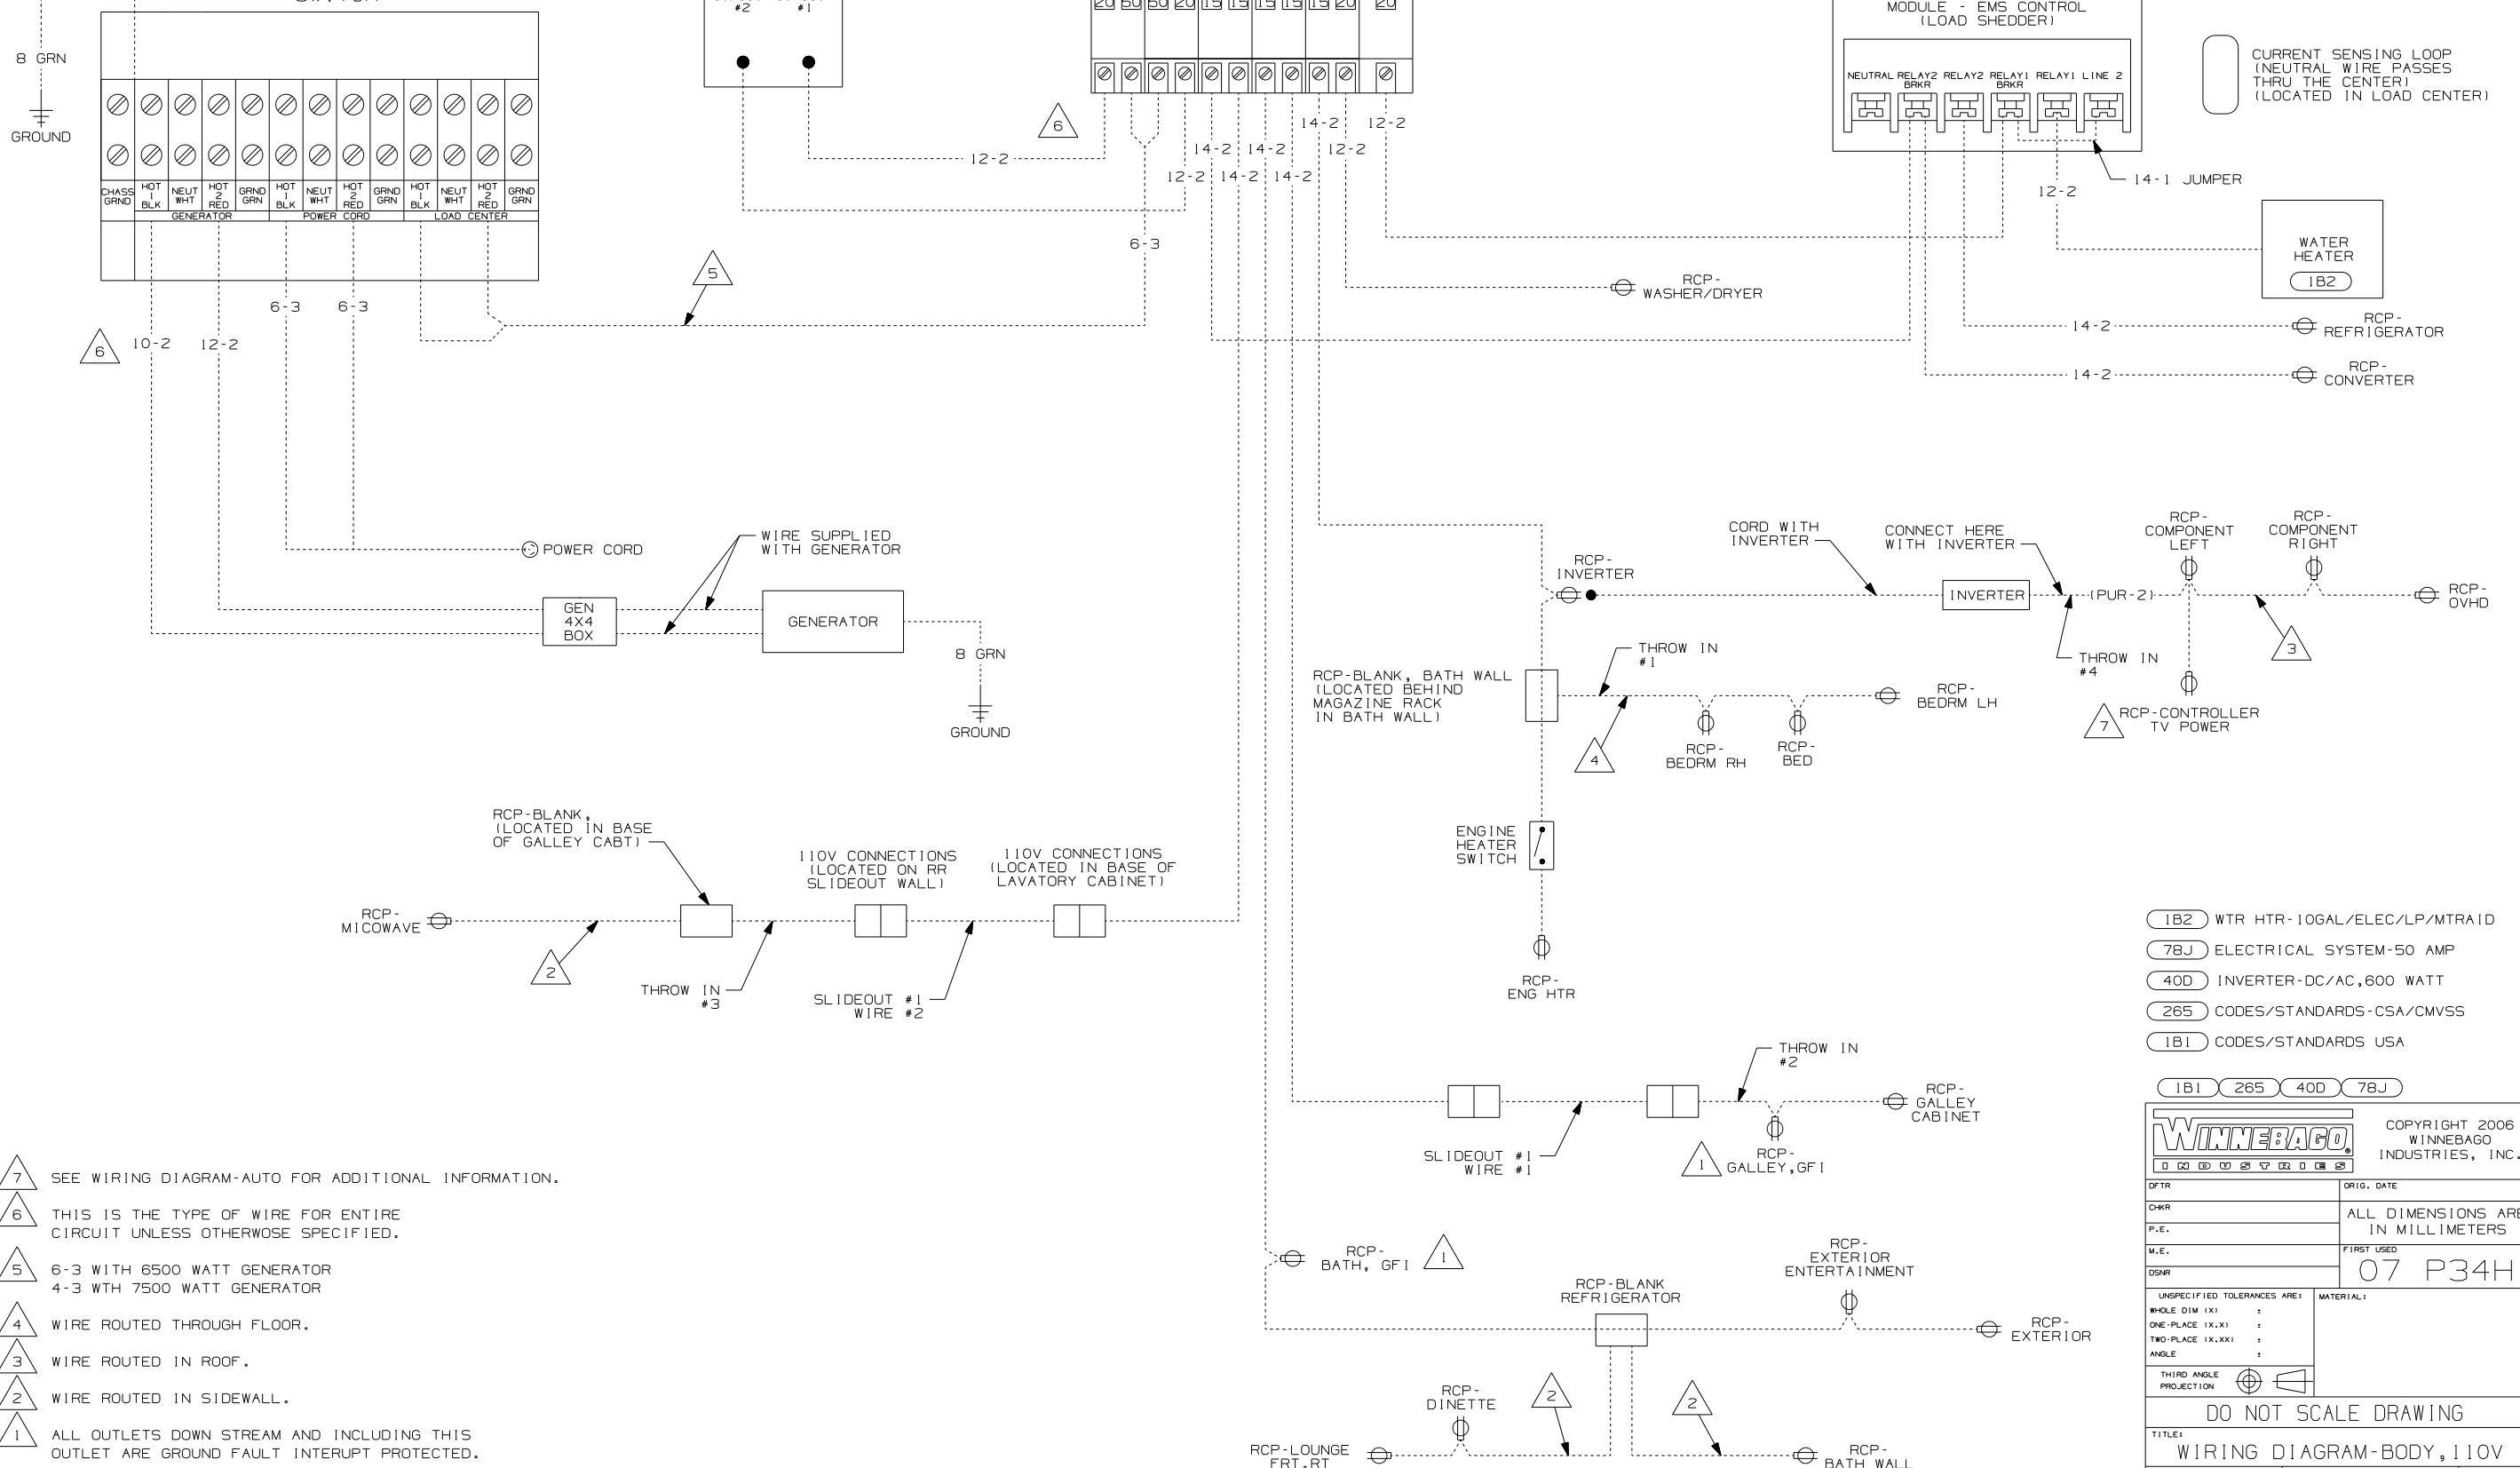 #2
#1
20 50 50 20 15 15 15 15 15 20 20
MODULE - EMS CONTROL
(LOAD SHEDDER)
8 GRN
GROUND
CHASS GRND
HOT 1 BLK
NEUT WHT
HOT 2 RED
GRND GRN
HOT 1 BLK
NEUT WHT
HOT 2 RED
GRND GRN
HOT 1 BLK
NEUT WHT
HOT 2 RED
GRND GRN
GENERATOR
POWER CORD
LOAD CENTER
NEUTRAL
RELAY2 BRKR
RELAY2
RELAY1 BRKR
RELAY1
LINE 2
CURRENT SENSING LOOP
(NEUTRAL WIRE PASSES
THRU THE CENTER)
(LOCATED IN LOAD CENTER)
6
12-2
14-2
12-2
14-2
14-2
12-2
12-2
14-2
14-2
6-3
14-1 JUMPER
12-2
WATER
HEATER
1B2
5
RCP-
WASHER/DRYER
14-2
RCP-
REFRIGERATOR
14-2
RCP-
CONVERTER
6
10-2
12-2
6-3
6-3
POWER CORD
WIRE SUPPLIED
WITH GENERATOR
GEN
4X4
BOX
GENERATOR
8 GRN
GROUND
RCP-
INVERTER
CORD WITH
INVERTER
CONNECT HERE
WITH INVERTER
INVERTER
(PUR-2)
RCP-
COMPONENT
LEFT
RCP-
COMPONENT
RIGHT
RCP-
OVHD
3
THROW IN
#4
7
RCP-CONTROLLER
TV POWER
RCP-BLANK, BATH WALL
(LOCATED BEHIND
MAGAZINE RACK
IN BATH WALL)
THROW IN
#1
4
RCP-
BEDRM RH
RCP-
BED
RCP-
BEDRM LH
ENGINE
HEATER
SWITCH
RCP-
ENG HTR
RCP-BLANK,
(LOCATED IN BASE
OF GALLEY CABT)
110V CONNECTIONS
(LOCATED ON RR
SLIDEOUT WALL)
110V CONNECTIONS
(LOCATED IN BASE OF
LAVATORY CABINET)
RCP-
MICOWAVE
2
THROW IN
#3
SLIDEOUT #1
WIRE #2
1B2 WTR HTR-10GAL/ELEC/LP/MTRAID
78J ELECTRICAL SYSTEM-50 AMP
40D INVERTER-DC/AC,600 WATT
265 CODES/STANDARDS-CSA/CMVSS
1B1 CODES/STANDARDS USA
THROW IN
#2
SLIDEOUT #1
WIRE #1
1
RCP-
GALLEY,GFI
RCP-
GALLEY
CABINET
RCP-
BATH, GFI
1
RCP-BLANK
REFRIGERATOR
RCP-
EXTERIOR
ENTERTAINMENT
RCP-
EXTERIOR
RCP-
DINETTE
2
2
RCP-LOUNGE
FRT.RT
RCP-
BATH WALL
7 SEE WIRING DIAGRAM-AUTO FOR ADDITIONAL INFORMATION.
6 THIS IS THE TYPE OF WIRE FOR ENTIRE
CIRCUIT UNLESS OTHERWOSE SPECIFIED.
5 6-3 WITH 6500 WATT GENERATOR
4-3 WTH 7500 WATT GENERATOR
4 WIRE ROUTED THROUGH FLOOR.
3 WIRE ROUTED IN ROOF.
2 WIRE ROUTED IN SIDEWALL.
1 ALL OUTLETS DOWN STREAM AND INCLUDING THIS
OUTLET ARE GROUND FAULT INTERUPT PROTECTED.
1B1 265 40D 78J
WINNEBAGO
INDUSTRIES
COPYRIGHT 2006
WINNEBAGO
INDUSTRIES, INC.
DFTR
ORIG. DATE
CHKR
P.E.
ALL DIMENSIONS ARE
IN MILLIMETERS
M.E.
FIRST USED
DSNR
07 P34H
UNSPECIFIED TOLERANCES ARE:
MATERIAL:
WHOLE DIM (X) ±
ONE-PLACE (X.X) ±
TWO-PLACE (X.XX) ±
ANGLE ±
THIRD ANGLE
PROJECTION
DO NOT SCALE DRAWING
TITLE:
WIRING DIAGRAM-BODY,110V